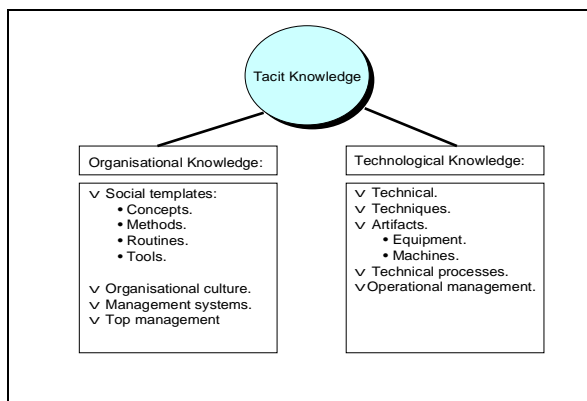 Tacit Knowledge
Organisational Knowledge:
v Social templates:
• Concepts.
• Methods.
• Routines.
• Tools.
v Organisational culture.
v Management systems.
v Top management
Technological Knowledge:
v Technical.
v Techniques.
v Artifacts.
• Equipment.
• Machines.
v Technical processes.
v Operational management.